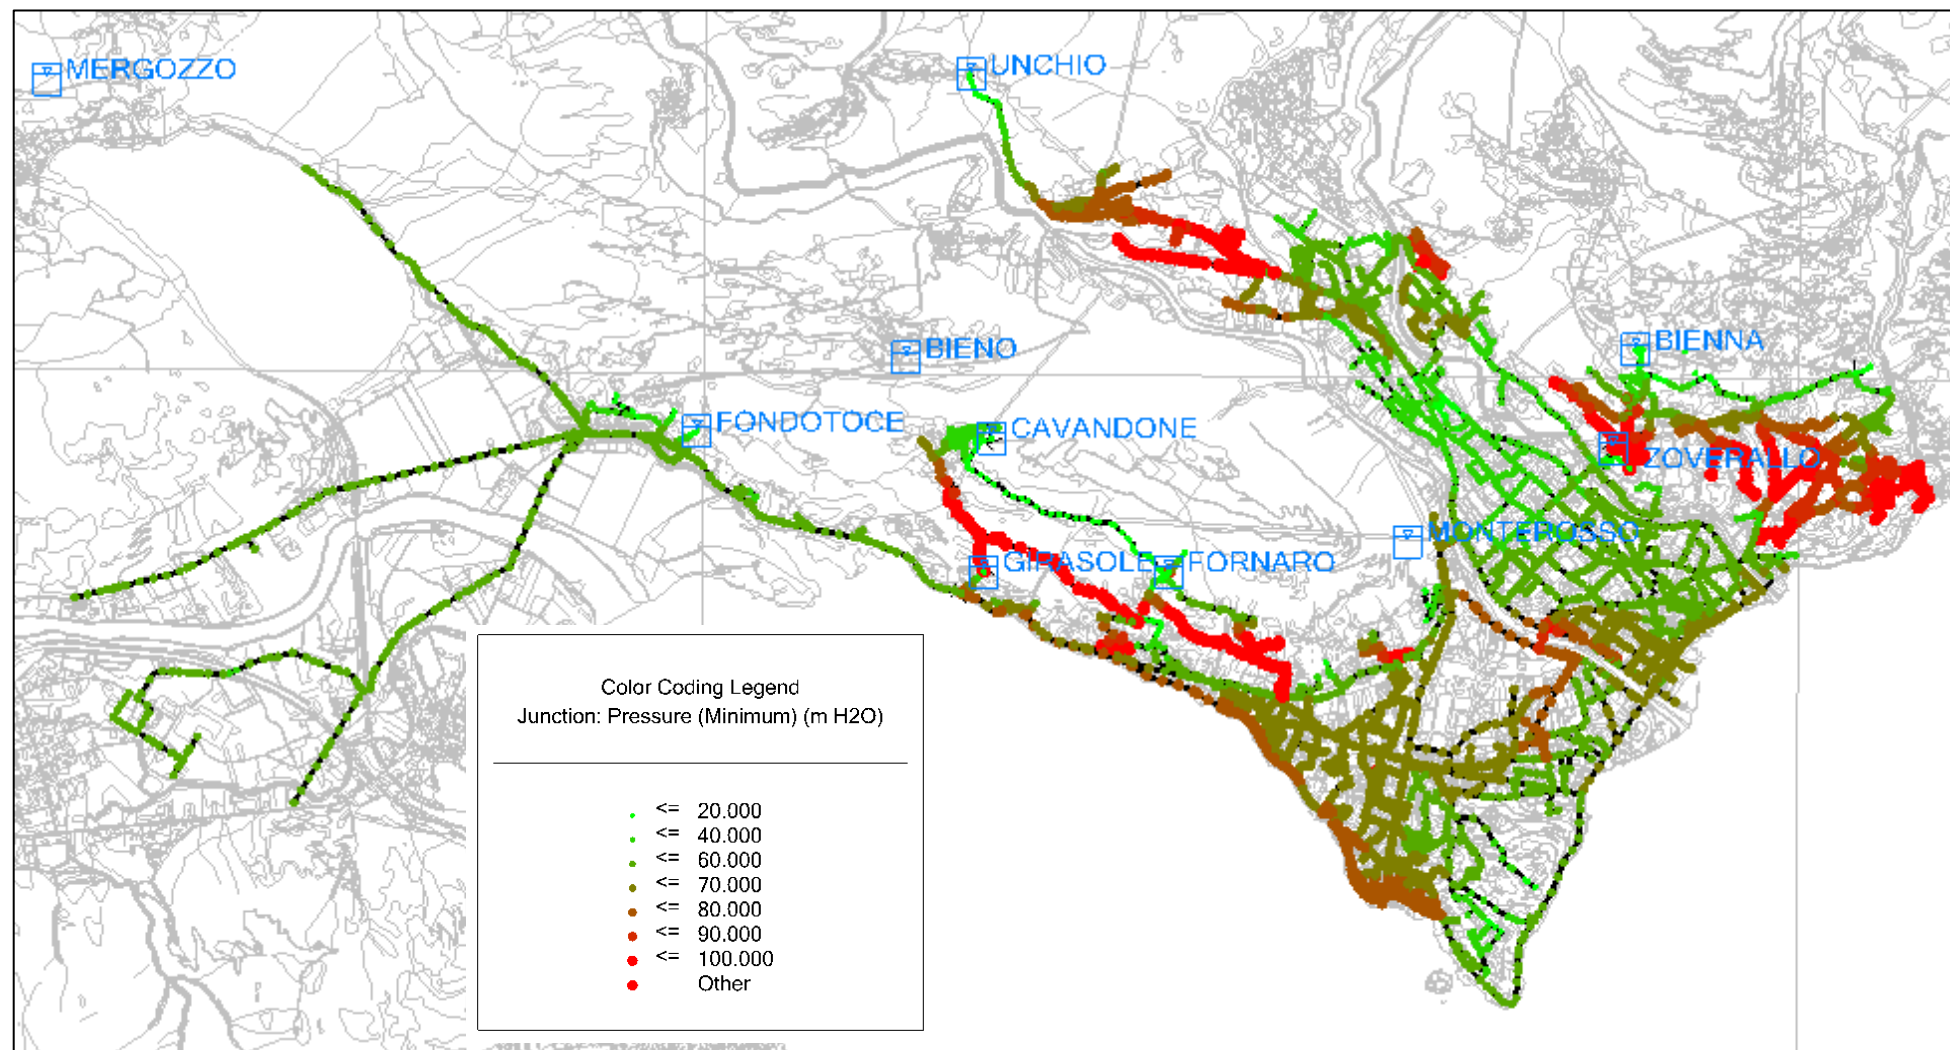 MERGOZZO
UNCHIO
BIENO
BIENNA
FONDOTOCE
CAVANDONE
ZOVERALLO
MONTEROSSO
GIRASOLE
FORNARO
Color Coding Legend
Junction: Pressure (Minimum) (m H2O)
<= 20.000
<= 40.000
<= 60.000
<= 70.000
<= 80.000
<= 90.000
<= 100.000
Other